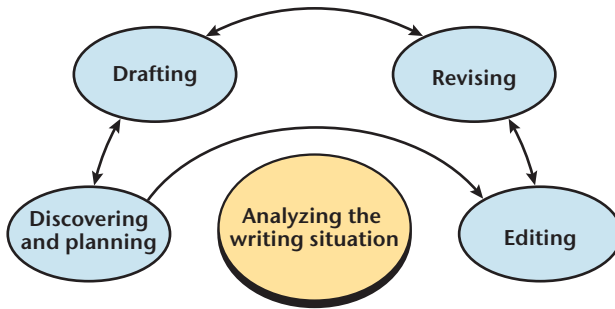 Drafting
Revising
Discovering
and planning
Analyzing the
writing situation
Editing